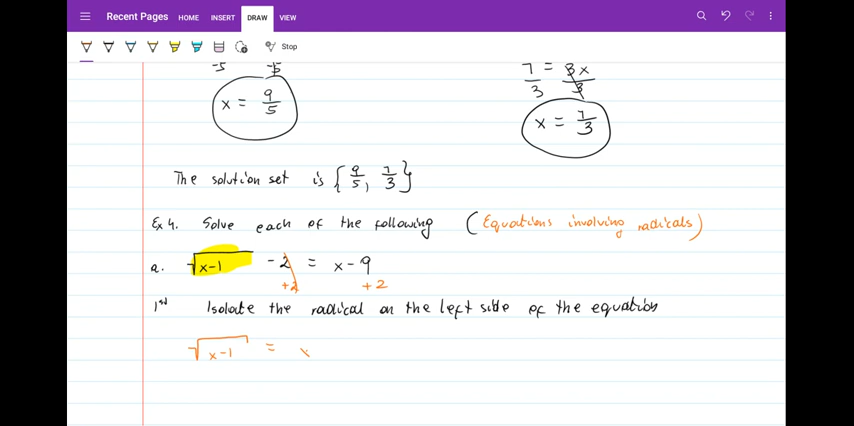 Recent Pages HOME INSERT DRAW VIEW
Stop
-5 -5 7/3 = 3x/3
x = 9/5 x = 7/3
The solution set is {9/5, 7/3}
Ex 4. Solve each of the following (Equations involving radicals)
a. √x-1 - 2 = x - 9
+2 +2
1st Isolate the radical on the left side of the equation
√x-1 = x